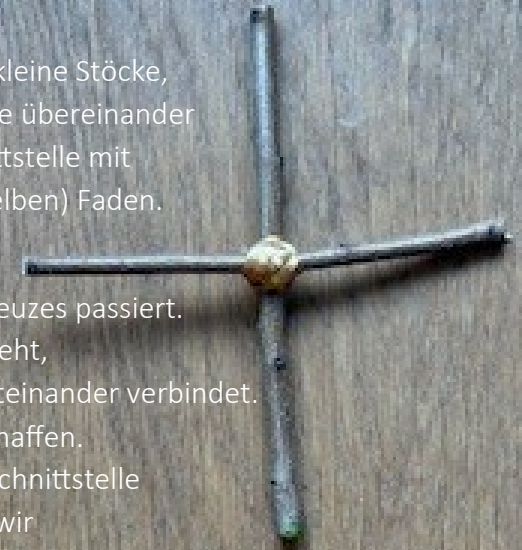 kleine Stöcke,
e übereinander
ttstelle mit
elben) Faden.
euzes passiert.
eht,
teinander verbindet.
haffen.
chnittstelle
wir